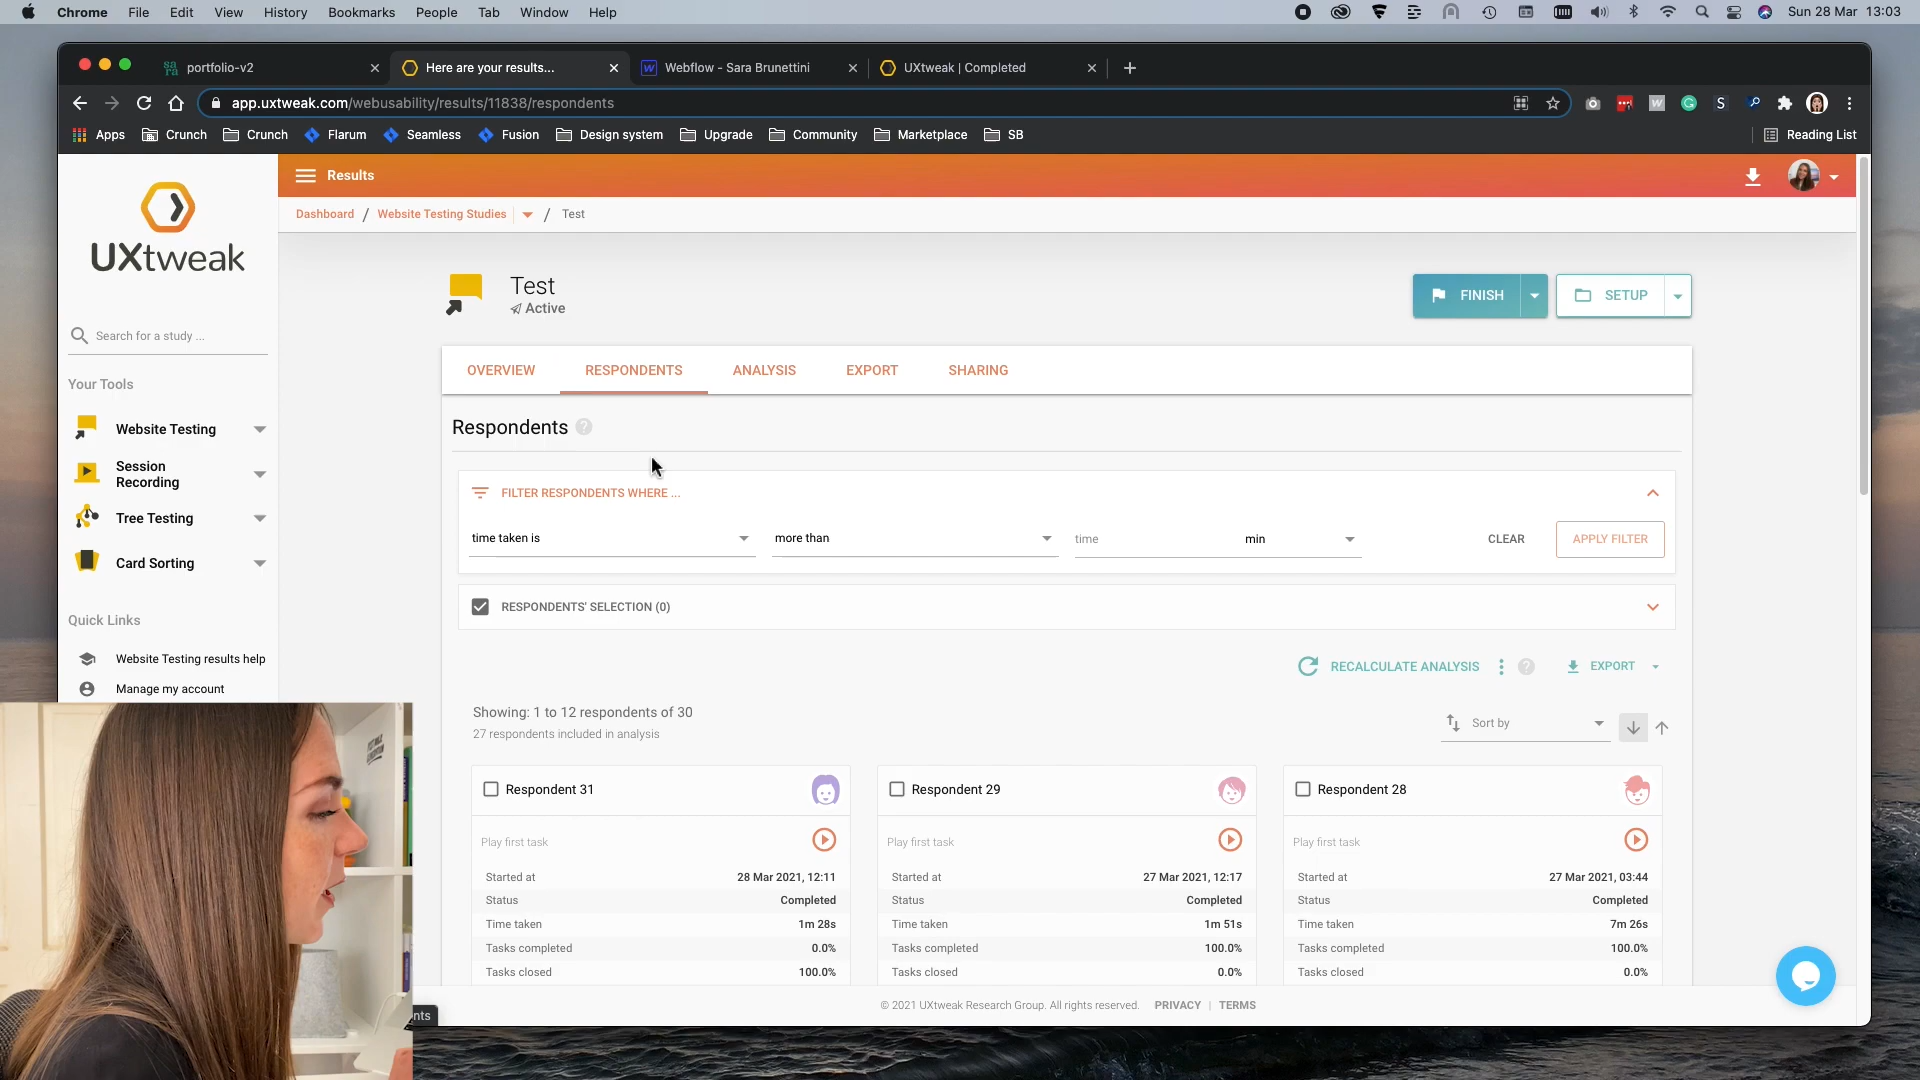 Chrome File Edit View History Bookmarks People Tab Window Help
Sun 28 Mar 13:03
portfolio-v2
Here are your results...
Webflow - Sara Brunettini
UXtweak | Completed
app.uxtweak.com/webusability/results/11838/respondents
Apps Crunch Crunch Flarum Seamless Fusion Design system Upgrade Community Marketplace SB Reading List
UXtweak
Search for a study ...
Your Tools
Website Testing
Session
Recording
Tree Testing
Card Sorting
Quick Links
Website Testing results help
Manage my account
Results
Dashboard / Website Testing Studies / Test
Test
Active
FINISH
SETUP
OVERVIEW RESPONDENTS ANALYSIS EXPORT SHARING
Respondents
FILTER RESPONDENTS WHERE ...
time taken is more than time min CLEAR APPLY FILTER
RESPONDENTS' SELECTION (0)
RECALCULATE ANALYSIS EXPORT
Showing: 1 to 12 respondents of 30
27 respondents included in analysis
Sort by
Respondent 31
Play first task
Started at 28 Mar 2021, 12:11
Status Completed
Time taken 1m 28s
Tasks completed 0.0%
Tasks closed 100.0%
Respondent 29
Play first task
Started at 27 Mar 2021, 12:17
Status Completed
Time taken 1m 51s
Tasks completed 100.0%
Tasks closed 0.0%
Respondent 28
Play first task
Started at 27 Mar 2021, 03:44
Status Completed
Time taken 7m 26s
Tasks completed 100.0%
Tasks closed 0.0%
nts
© 2021 UXtweak Research Group. All rights reserved. PRIVACY | TERMS